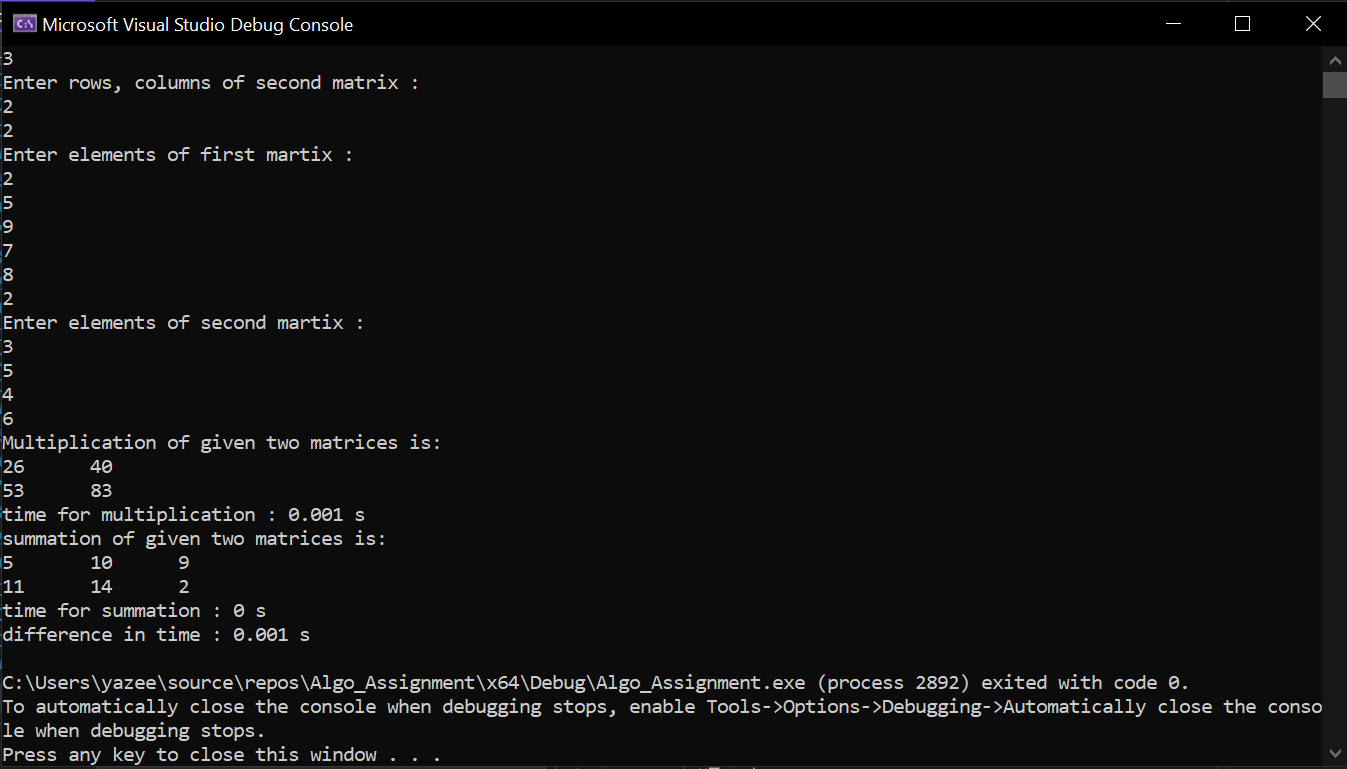 Microsoft Visual Studio Debug Console
3
Enter rows, columns of second matrix :
2
2
Enter elements of first martix :
2
5
9
7
8
2
Enter elements of second martix :
3
5
4
6
Multiplication of given two matrices is:
26 40
53 83
time for multiplication : 0.001 s
summation of given two matrices is:
5 10 9
11 14 2
time for summation : 0 s
difference in time : 0.001 s
C:\Users\yazee\source\repos\Algo_Assignment\x64\Debug\Algo_Assignment.exe (process 2892) exited with code 0.
To automatically close the console when debugging stops, enable Tools->Options->Debugging->Automatically close the conso
le when debugging stops.
Press any key to close this window . . .